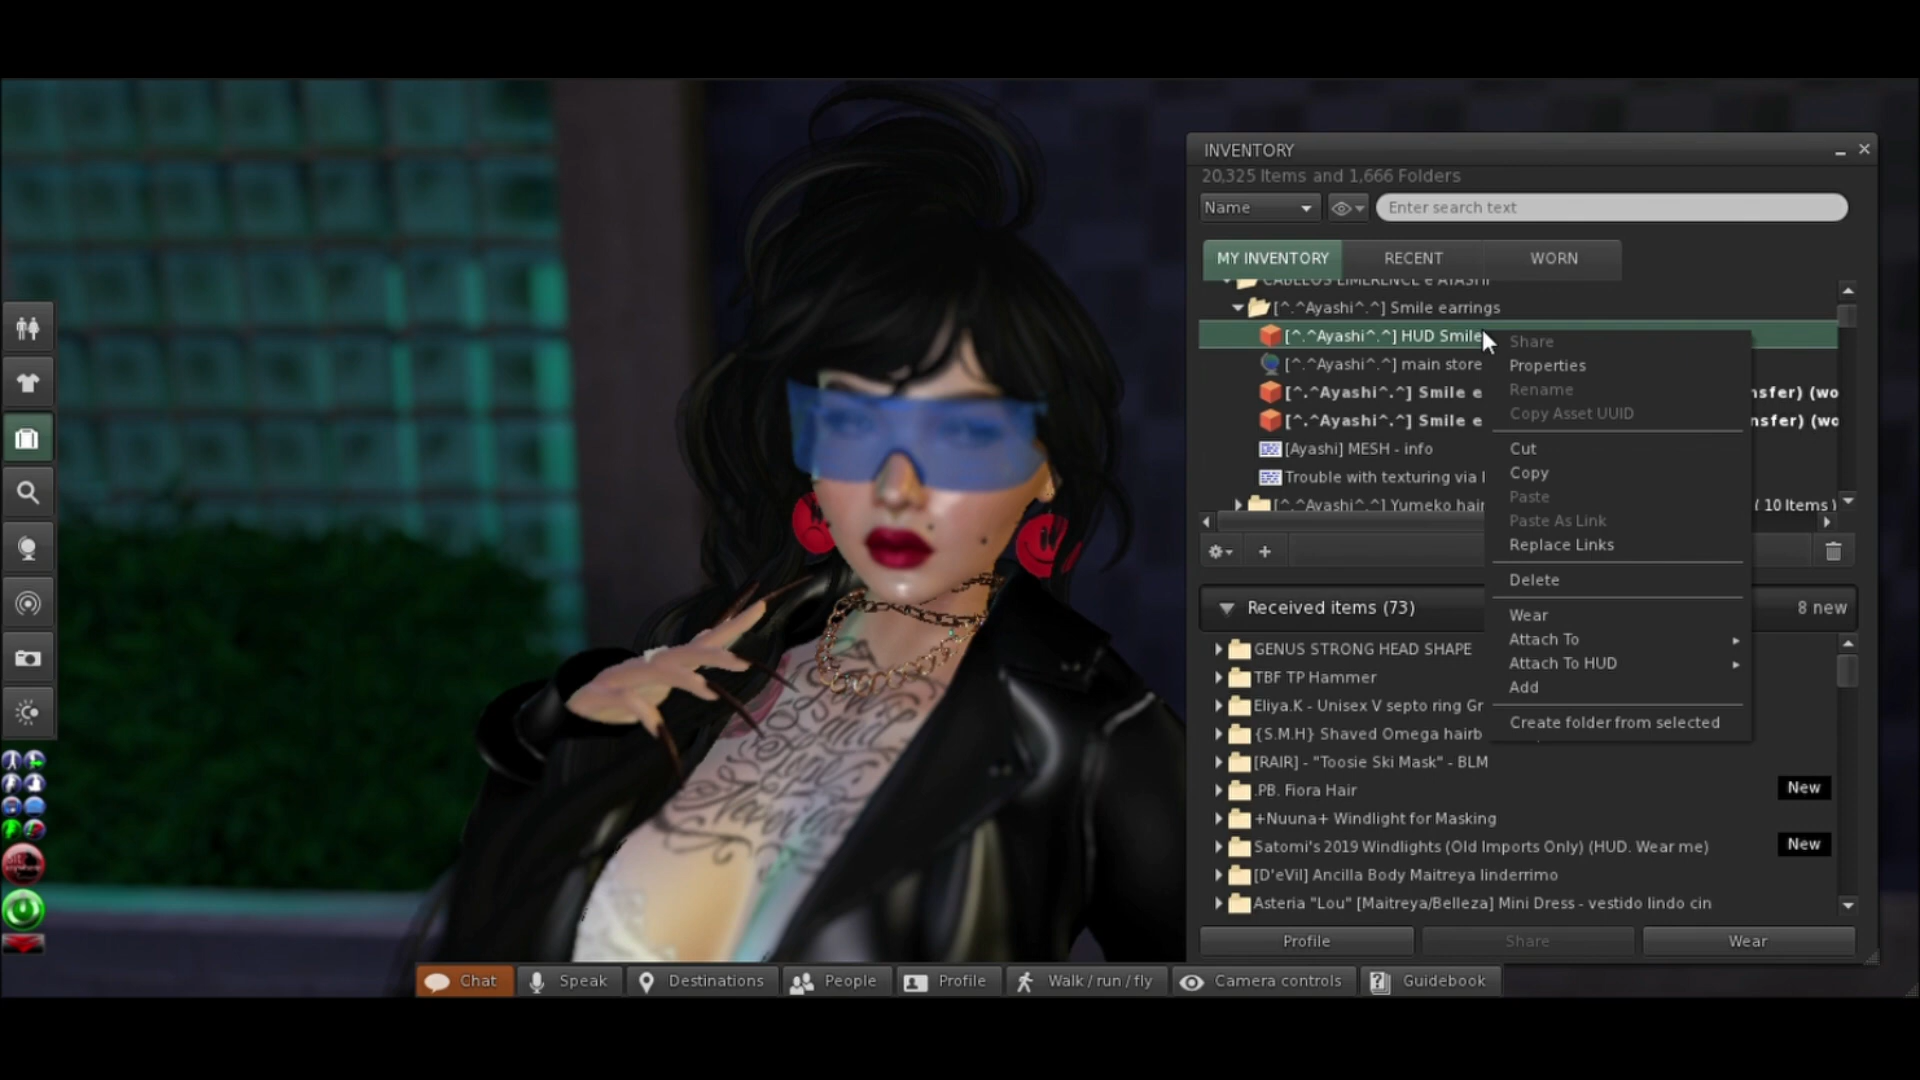 INVENTORY
20,325 Items and 1,666 Folders
Name
Enter search text
MY INVENTORY RECENT WORN
CABELOS LIMERENCE e AYASHI
[^.^Ayashi^.^] Smile earrings
[^.^Ayashi^.^] HUD Smile
[^.^Ayashi^.^] main store
[^.^Ayashi^.^] Smile e nsfer) (wo
[^.^Ayashi^.^] Smile e nsfer) (wo
[Ayashi] MESH - info
Trouble with texturing via
[^.^Ayashi^.^] Yumeko hair ( 10 Items )
Share
Properties
Rename
Copy Asset UUID
Cut
Copy
Paste
Paste As Link
Replace Links
Delete
Wear
Attach To
Attach To HUD
Add
Create folder from selected
Received items (73) 8 new
GENUS STRONG HEAD SHAPE
TBF TP Hammer
Eliya.K - Unisex V septo ring Gr
{S.M.H} Shaved Omega hairb
[RAIR] - "Toosie Ski Mask" - BLM
.PB. Fiora Hair New
+Nuuna+ Windlight for Masking
Satomi's 2019 Windlights (Old Imports Only) (HUD. Wear me) New
[D'eVil] Ancilla Body Maitreya linderrimo
Asteria "Lou" [Maitreya/Belleza] Mini Dress - vestido lindo cin
Profile Share Wear
Chat Speak Destinations People Profile Walk / run / fly Camera controls Guidebook